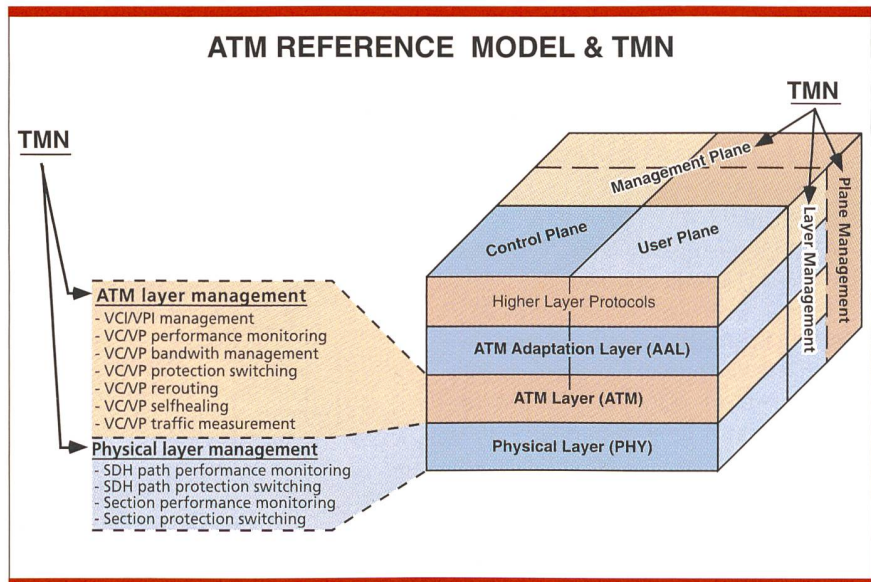 ATM REFERENCE MODEL & TMN
TMN
TMN
Management Plane
Control Plane
User Plane
Layer Management
Plane Management
Higher Layer Protocols
ATM Adaptation Layer (AAL)
ATM Layer (ATM)
Physical Layer (PHY)
ATM layer management
- VCI/VPI management
- VC/VP performance monitoring
- VC/VP bandwith management
- VC/VP protection switching
- VC/VP rerouting
- VC/VP selfhealing
- VC/VP traffic measurement
Physical layer management
- SDH path performance monitoring
- SDH path protection switching
- Section performance monitoring
- Section protection switching